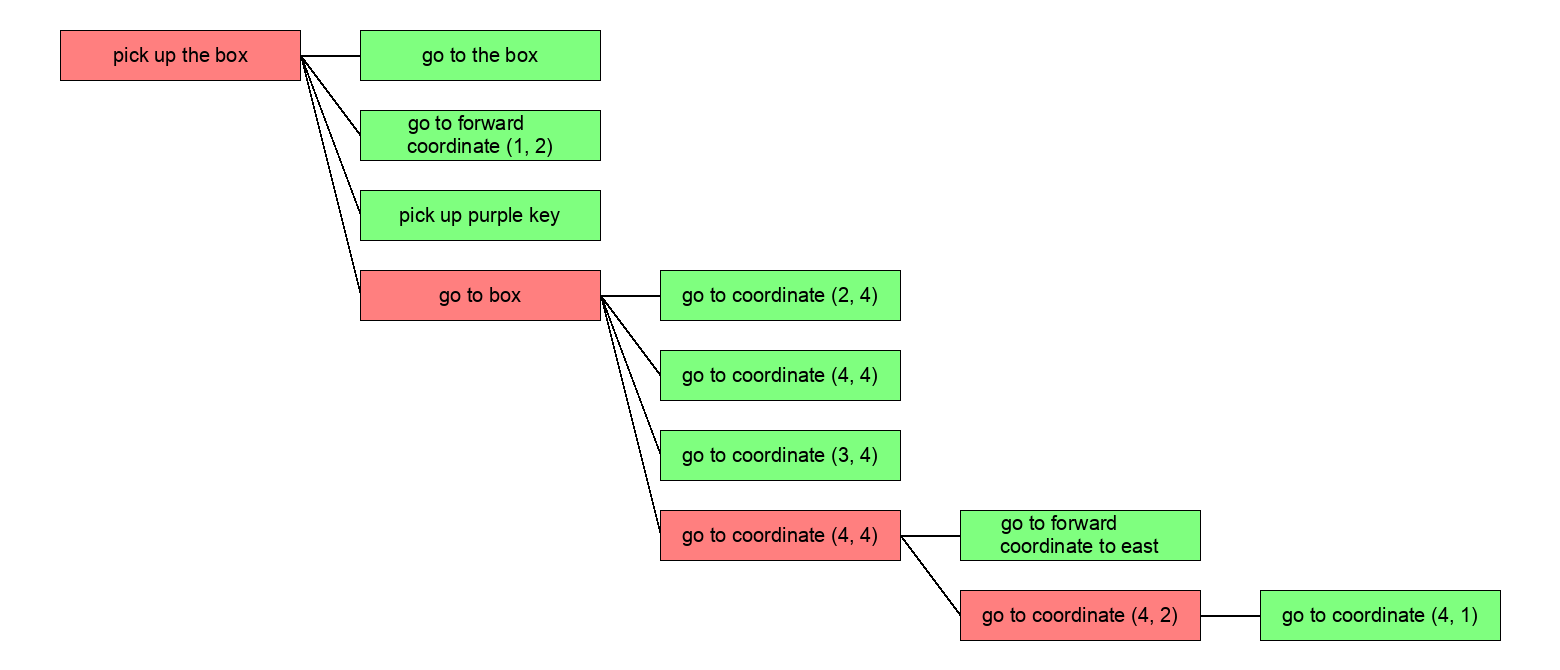 pick up the box
go to the box
go to forward
coordinate (1, 2)
pick up purple key
go to box
go to coordinate (2, 4)
go to coordinate (4, 4)
go to coordinate (3, 4)
go to coordinate (4, 4)
go to forward
coordinate to east
go to coordinate (4, 2)
go to coordinate (4, 1)